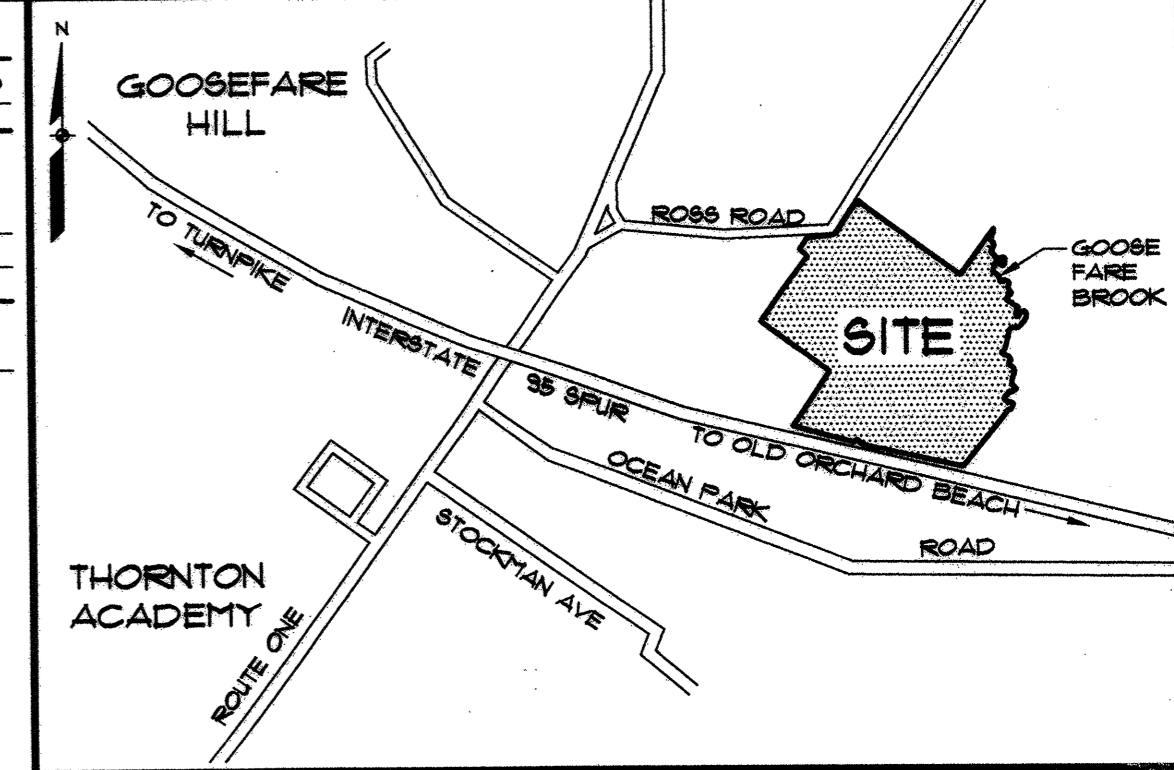 N
GOOSEFARE
HILL
ROSS ROAD
TO TURNPIKE
GOOSE
FARE
BROOK
INTERSTATE
SITE
95 SPUR
TO OLD ORCHARD BEACH
OCEAN PARK
ROAD
STOCKMAN AVE
THORNTON
ACADEMY
ROUTE ONE